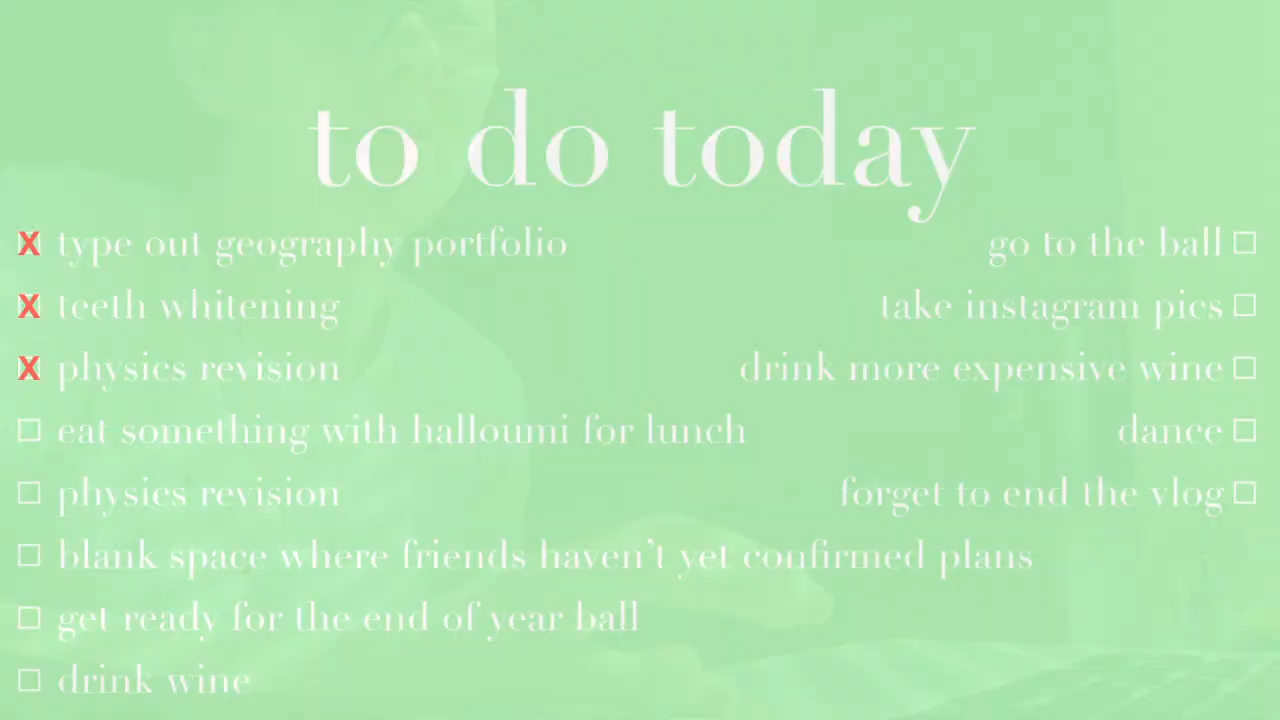 to do today
X type out geography portfolio
X teeth whitening
X physics revision
eat something with halloumi for lunch
physics revision
blank space where friends haven't yet confirmed plans
get ready for the end of year ball
drink wine
go to the ball
take instagram pics
drink more expensive wine
dance
forget to end the vlog